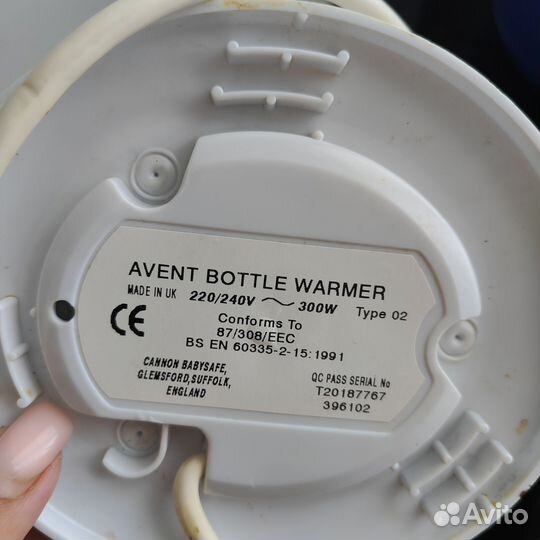 AVENT BOTTLE WARMER
MADE IN UK 220/240V ~ 300W Type 02
CE
Conforms To
87/308/EEC
BS EN 60335-2-15:1991
CANNON BABYSAFE,
GLEMSFORD,SUFFOLK,
ENGLAND
QC PASS SERIAL No
T20187767
396102
Avito